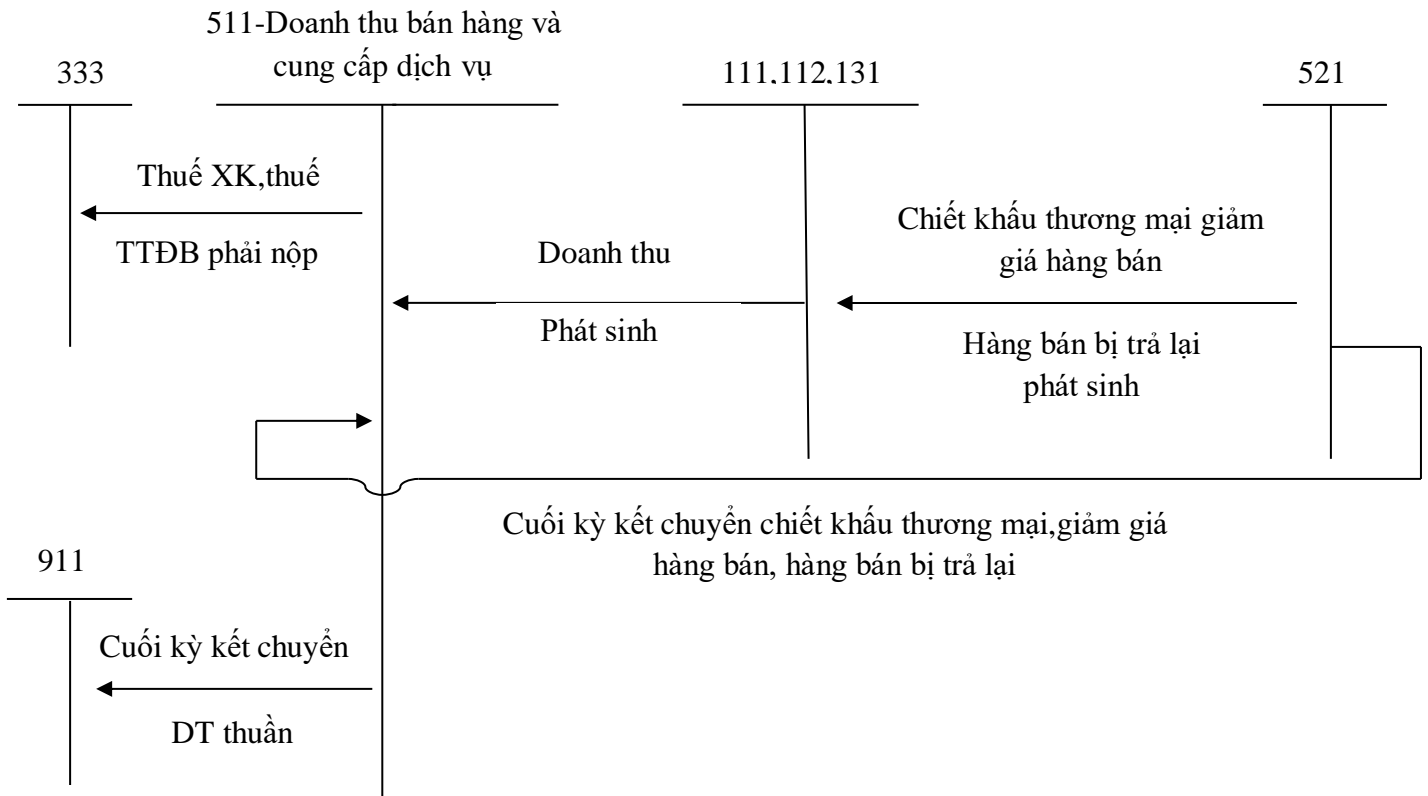 511-Doanh thu bán hàng và
cung cấp dịch vụ
333
111,112,131
521
Thuế XK,thuế
TTĐB phải nộp
Doanh thu
Phát sinh
Chiết khấu thương mại giảm
giá hàng bán
Hàng bán bị trả lại
phát sinh
Cuối kỳ kết chuyển chiết khấu thương mại,giảm giá
hàng bán, hàng bán bị trả lại
911
Cuối kỳ kết chuyển
DT thuần